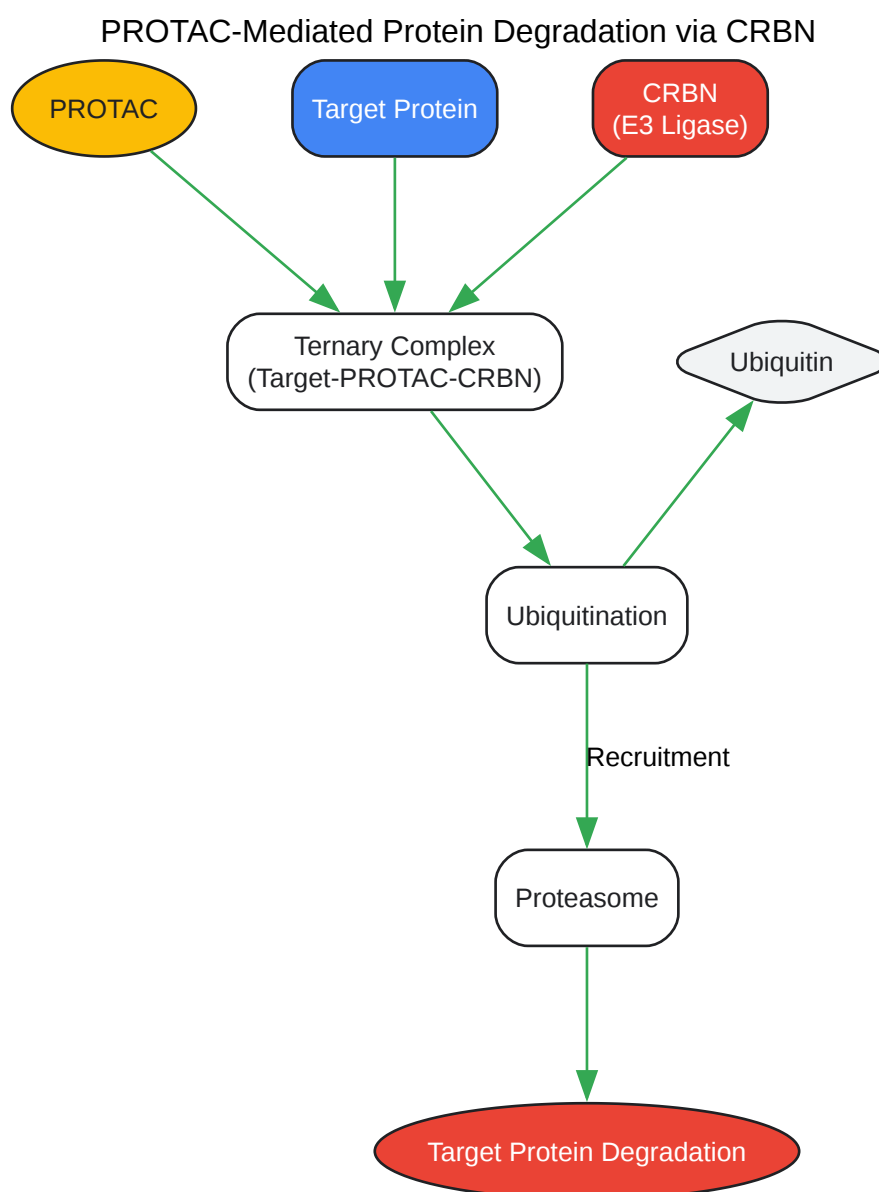 PROTAC-Mediated Protein Degradation via CRBN
PROTAC
Target Protein
CRBN
(E3 Ligase)
Ternary Complex
(Target-PROTAC-CRBN)
Ubiquitin
Ubiquitination
Recruitment
Proteasome
Target Protein Degradation